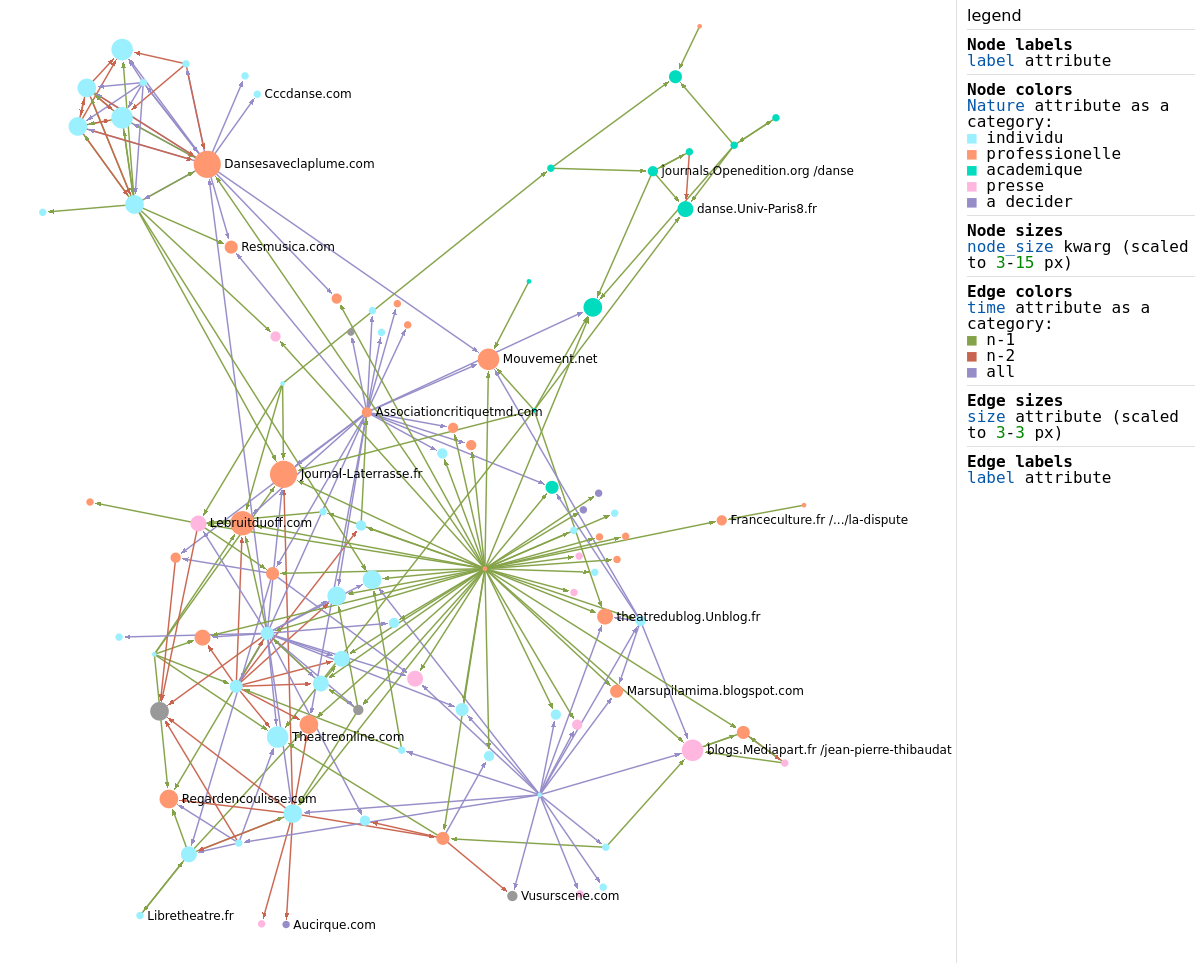 Cccdanse.com
Dansesaveclaplume.com
Journals.Openedition.org /danse
danse.Univ-Paris8.fr
Resmusica.com
Mouvement.net
Associationcritiquetmd.com
Journal-Laterrasse.fr
Lebruitduoff.com
Franceculture.fr /.../la-dispute
theatredublog.Unblog.fr
Marsupilamima.blogspot.com
Theatreonline.com
blogs.Mediapart.fr /jean-pierre-thibaudat
Regardencoulisse.com
Vusurscene.com
Libretheatre.fr
Aucirque.com
legend
Node labels
label attribute
Node colors
Nature attribute as a
category:
individu
professionelle
academique
presse
a decider
Node sizes
node_size kwarg (scaled
to 3-15 px)
Edge colors
time attribute as a
category:
n-1
n-2
all
Edge sizes
size attribute (scaled
to 3-3 px)
Edge labels
label attribute